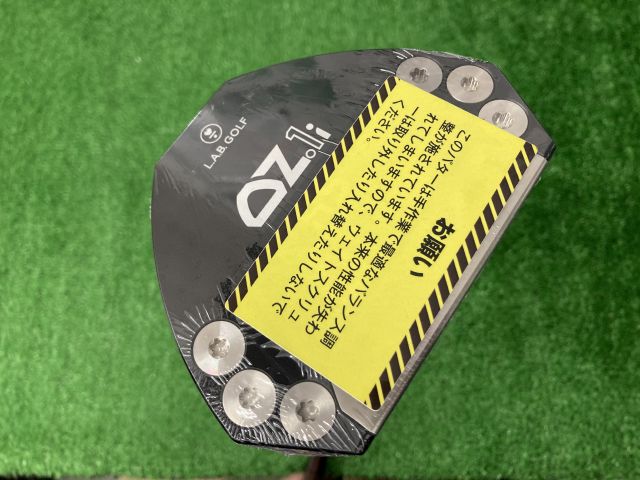 L.A.B. GOLF
OZ.1i
お願い
このパターは手作業で最適なバランス調
整が施されています。本来の性能が失わ
れてしまいますので、ウェイトスクリュ
ーは取り外したり入れ替えたりしないで
ください。